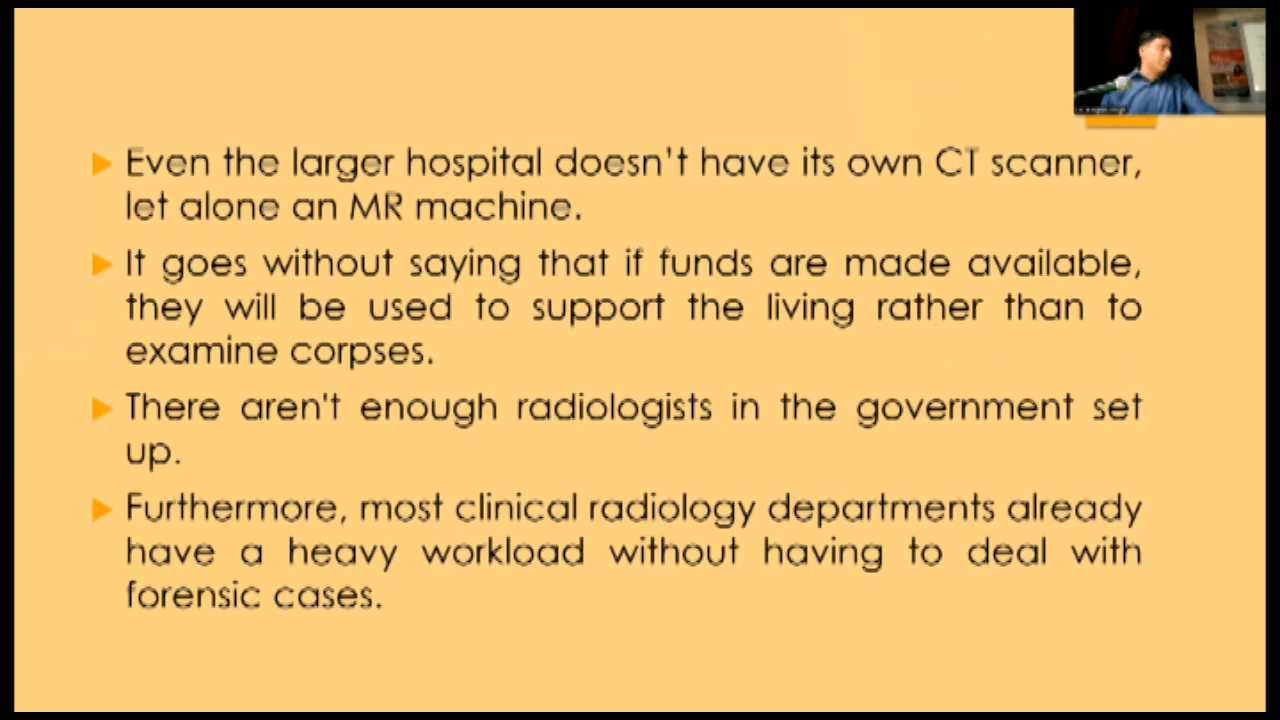 Even the larger hospital doesn't have its own CT scanner,
let alone an MR machine.
It goes without saying that if funds are made available,
they will be used to support the living rather than to
examine corpses.
There aren't enough radiologists in the government set
up.
Furthermore, most clinical radiology departments already
have a heavy workload without having to deal with
forensic cases.